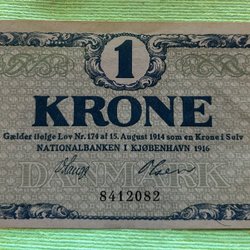 1
KRONE
Gælder ifølge Lov Nr. 174 af 15. August 1914 som en Krone i Sølv
NATIONALBANKEN I KJØBENHAVN 1916
DANMARK
8412082